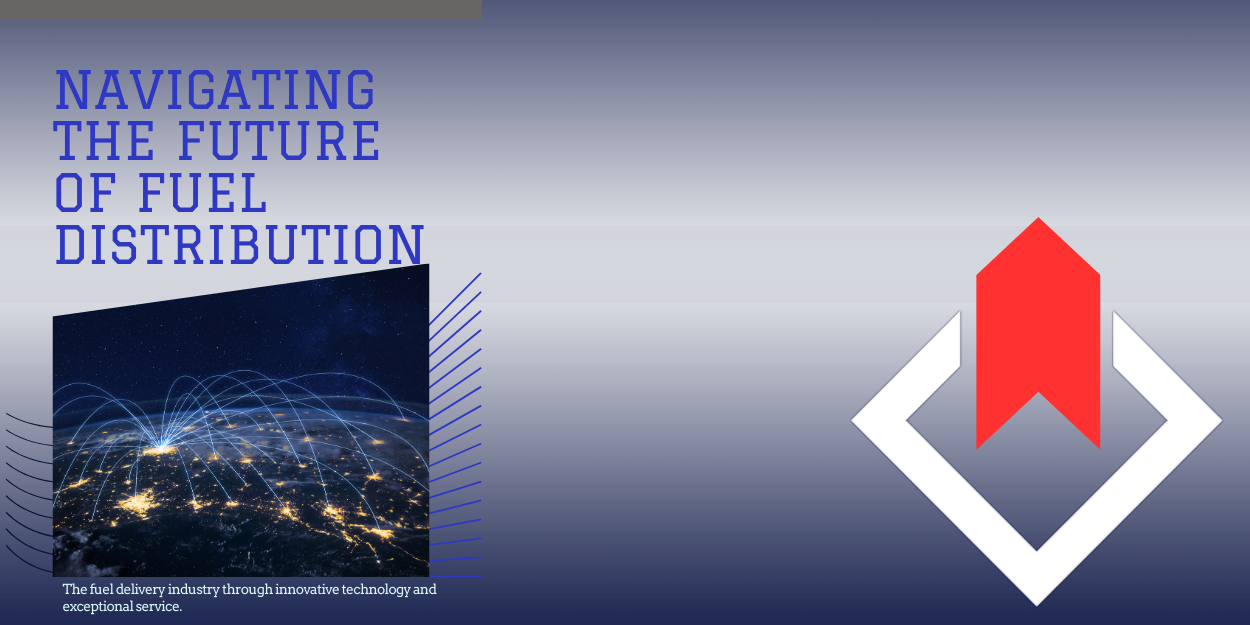 NAVIGATING
THE FUTURE
OF FUEL
DISTRIBUTION
The fuel delivery industry through innovative technology and
exceptional service.